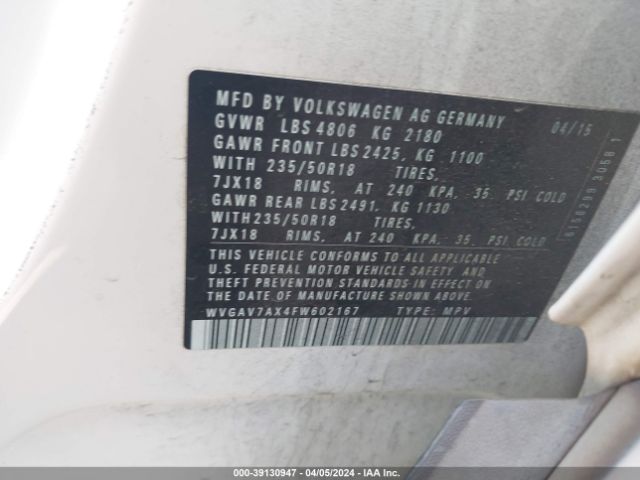 MFD BY VOLKSWAGEN AG GERMANY 04/15
GVWR LBS 4806 KG 2180
GAWR FRONT LBS 2425, KG 1100
WITH 235/50R18 TIRES,
7JX18 RIMS, AT 240 KPA, 35 PSI COLD
GAWR REAR LBS 2491, KG 1130
WITH 235/50R18 TIRES,
7JX18 RIMS, AT 240 KPA, 35 PSI COLD
THIS VEHICLE CONFORMS TO ALL APPLICABLE
U.S. FEDERAL MOTOR VEHICLE SAFETY AND
THEFT PREVENTION STANDARDS IN EFFECT
ON THE DATE OF MANUFACTURE SHOWN ABOVE.
WVGAV7AX4FW602167 TYPE: MPV
000-39130947 - 04/05/2024 - IAA Inc.